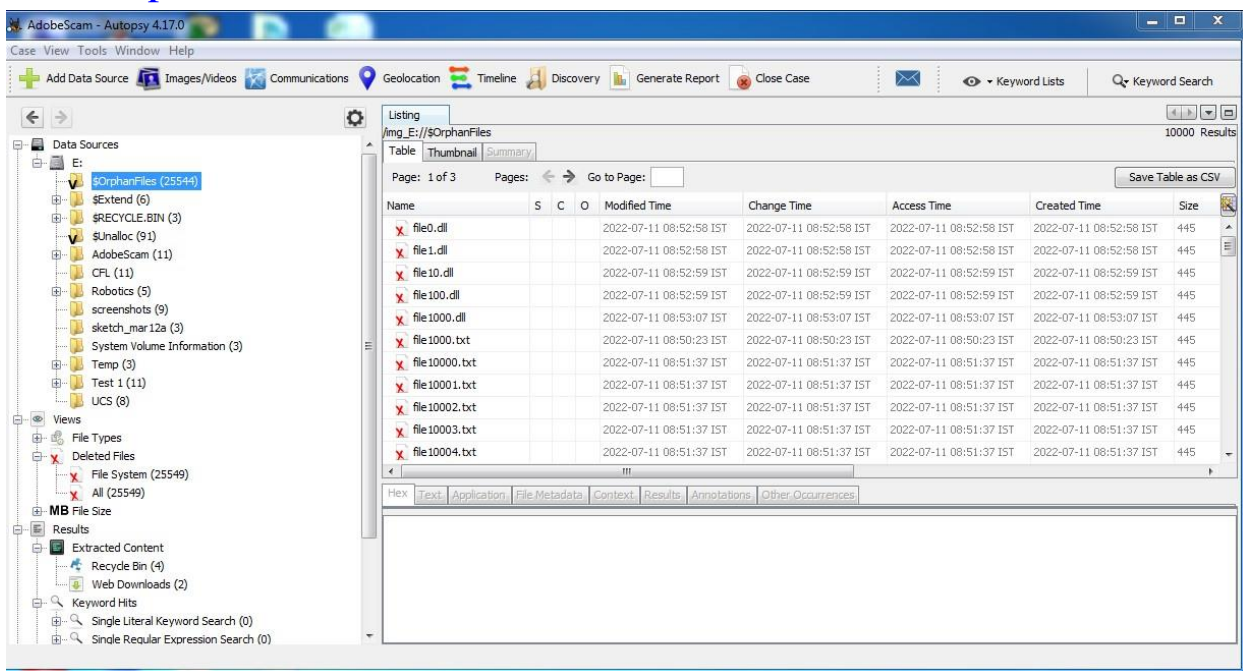 AdobeScam - Autopsy 4.17.0
Case View Tools Window Help
Add Data Source Images/Videos Communications Geolocation Timeline Discovery Generate Report Close Case Keyword Lists Keyword Search
Data Sources
E:
$OrphanFiles (25544)
$Extend (6)
$RECYCLE.BIN (3)
$Unalloc (91)
AdobeScam (11)
CFL (11)
Robotics (5)
screenshots (9)
sketch_mar12a (3)
System Volume Information (3)
Temp (3)
Test 1 (11)
UCS (8)
Views
File Types
Deleted Files
File System (25549)
All (25549)
MB File Size
Results
Extracted Content
Recycle Bin (4)
Web Downloads (2)
Keyword Hits
Single Literal Keyword Search (0)
Single Regular Expression Search (0)
Listing
/img_E://$OrphanFiles 10000 Results
Table Thumbnail Summary
Page: 1 of 3 Pages: Go to Page: Save Table as CSV
Name S C O Modified Time Change Time Access Time Created Time Size
file0.dll 2022-07-11 08:52:58 IST 2022-07-11 08:52:58 IST 2022-07-11 08:52:58 IST 2022-07-11 08:52:58 IST 445
file1.dll 2022-07-11 08:52:58 IST 2022-07-11 08:52:58 IST 2022-07-11 08:52:58 IST 2022-07-11 08:52:58 IST 445
file10.dll 2022-07-11 08:52:59 IST 2022-07-11 08:52:59 IST 2022-07-11 08:52:59 IST 2022-07-11 08:52:59 IST 445
file100.dll 2022-07-11 08:52:59 IST 2022-07-11 08:52:59 IST 2022-07-11 08:52:59 IST 2022-07-11 08:52:59 IST 445
file1000.dll 2022-07-11 08:53:07 IST 2022-07-11 08:53:07 IST 2022-07-11 08:53:07 IST 2022-07-11 08:53:07 IST 445
file1000.txt 2022-07-11 08:50:23 IST 2022-07-11 08:50:23 IST 2022-07-11 08:50:23 IST 2022-07-11 08:50:23 IST 445
file10000.txt 2022-07-11 08:51:37 IST 2022-07-11 08:51:37 IST 2022-07-11 08:51:37 IST 2022-07-11 08:51:37 IST 445
file10001.txt 2022-07-11 08:51:37 IST 2022-07-11 08:51:37 IST 2022-07-11 08:51:37 IST 2022-07-11 08:51:37 IST 445
file10002.txt 2022-07-11 08:51:37 IST 2022-07-11 08:51:37 IST 2022-07-11 08:51:37 IST 2022-07-11 08:51:37 IST 445
file10003.txt 2022-07-11 08:51:37 IST 2022-07-11 08:51:37 IST 2022-07-11 08:51:37 IST 2022-07-11 08:51:37 IST 445
file10004.txt 2022-07-11 08:51:37 IST 2022-07-11 08:51:37 IST 2022-07-11 08:51:37 IST 2022-07-11 08:51:37 IST 445
Hex Text Application File Metadata Context Results Annotations Other Occurrences